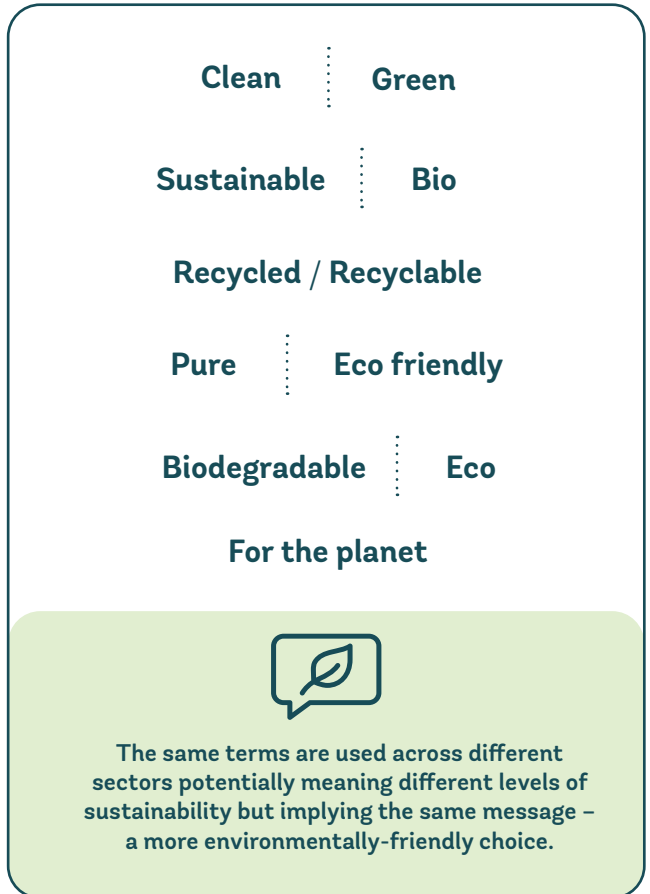 Clean Green
Sustainable Bio
Recycled / Recyclable
Pure Eco friendly
Biodegradable Eco
For the planet
The same terms are used across different
sectors potentially meaning different levels of
sustainability but implying the same message –
a more environmentally-friendly choice.